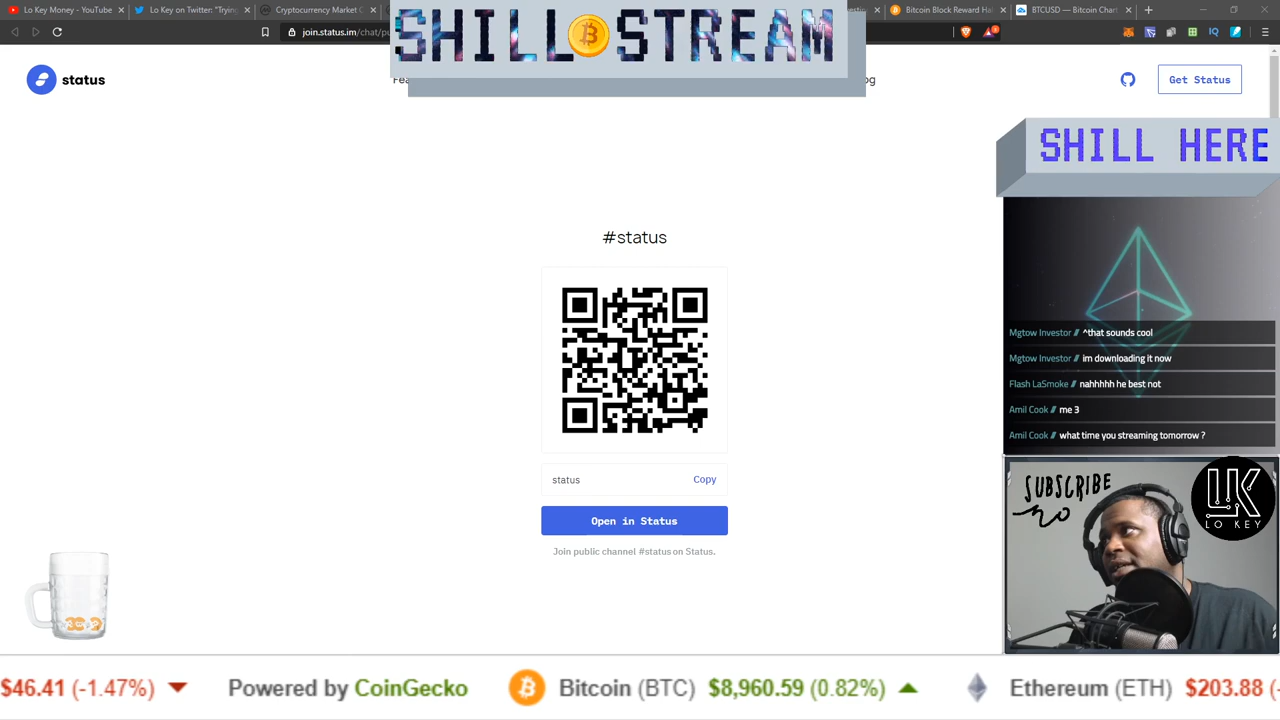 Lo Key Money - YouTube
Lo Key on Twitter: "Trying
Cryptocurrency Market C
Bitcoin Block Reward Hal
BTCUSD — Bitcoin Char
join.status.im/chat/pu
SHILL STREAM
status
Get Status
SHILL HERE
#status
status
Copy
Open in Status
Join public channel #status on Status.
Mgtow Investor // ^that sounds cool
Mgtow Investor // im downloading it now
Flash LaSmoke // nahhhhh he best not
Amil Cook // me 3
Amil Cook // what time you streaming tomorrow ?
SUBSCRIBE
LK
LO KEY
$46.41 (-1.47%)
Powered by CoinGecko
Bitcoin (BTC) $8,960.59 (0.82%)
Ethereum (ETH) $203.88 (-